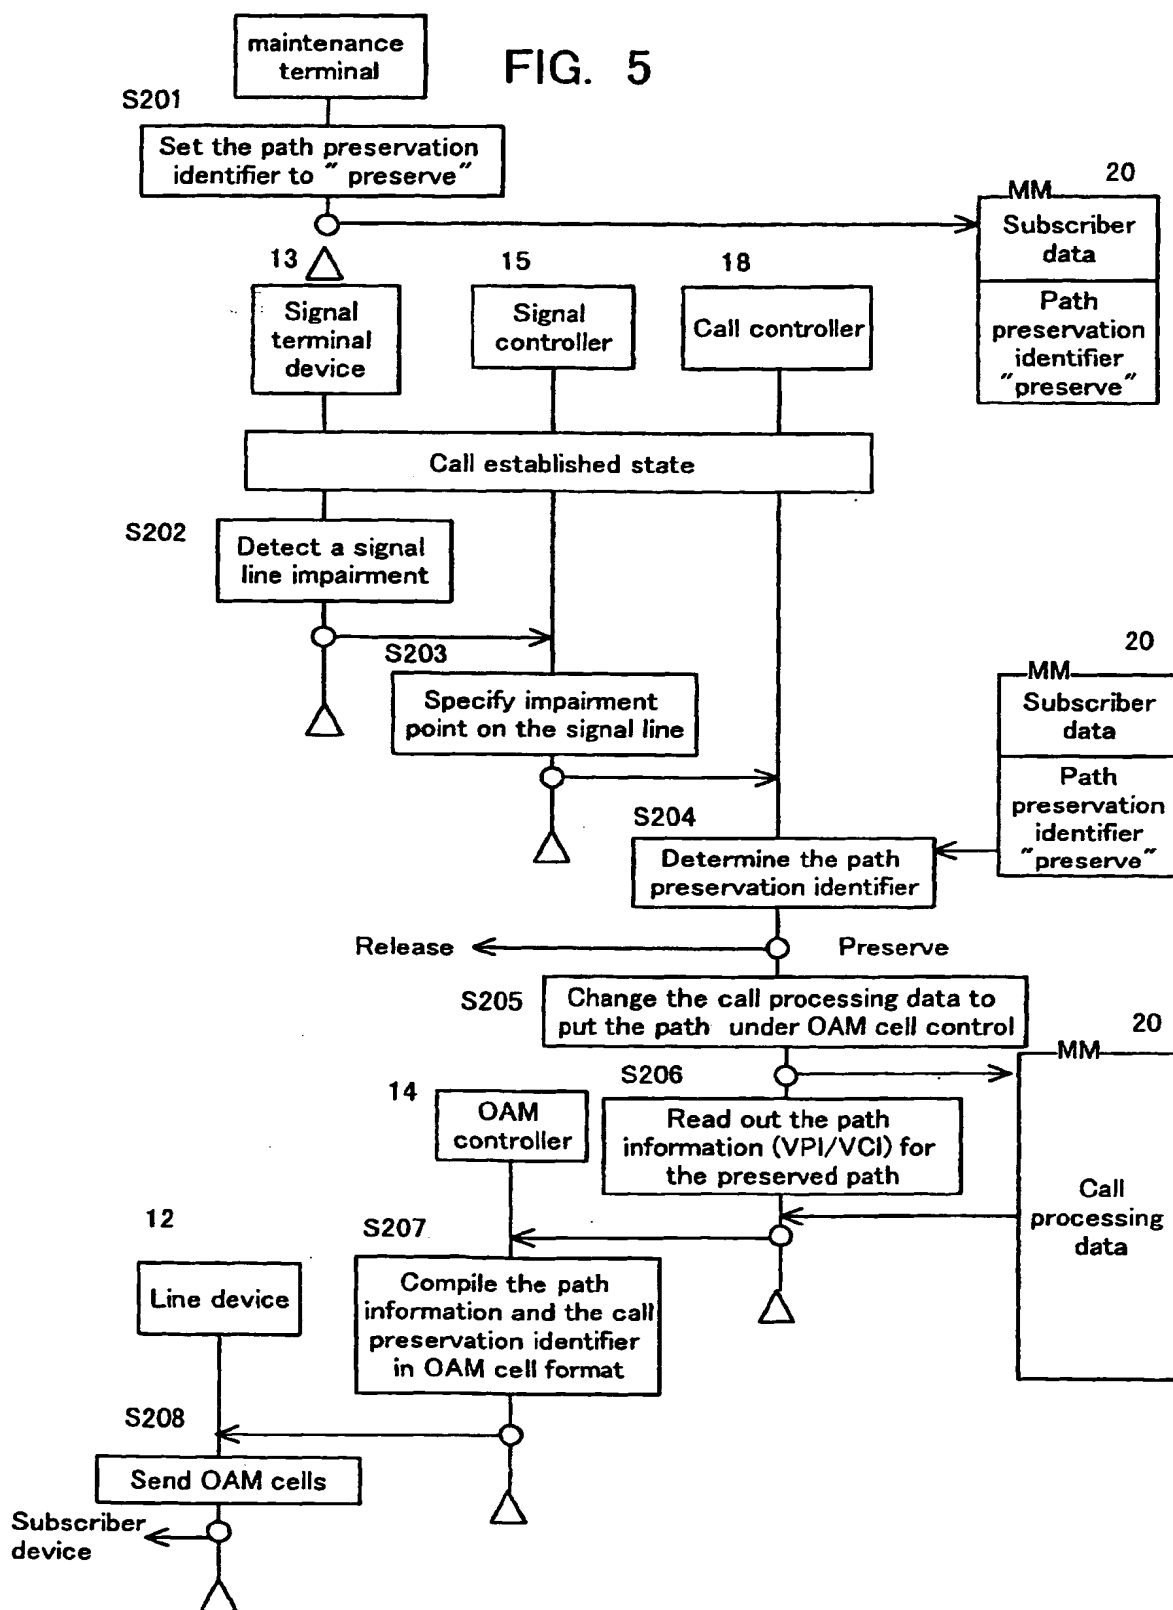 maintenance
terminal
FIG. 5
S201
Set the path preservation
identifier to " preserve"
20
MM
Subscriber
data
Path
preservation
identifier
"preserve"
13
15
18
Signal
terminal
device
Signal
controller
Call controller
Call established state
S202
Detect a signal
line impairment
S203
Specify impairment
point on the signal line
20
MM
Subscriber
data
Path
preservation
identifier
"preserve"
S204
Determine the path
preservation identifier
Release
Preserve
S205
Change the call processing data to
put the path under OAM cell control
20
MM
S206
Read out the path
information (VPI/VCI) for
the preserved path
14
OAM
controller
Call
processing
data
12
Line device
S207
Compile the path
information and the call
preservation identifier
in OAM cell format
S208
Send OAM cells
Subscriber
device